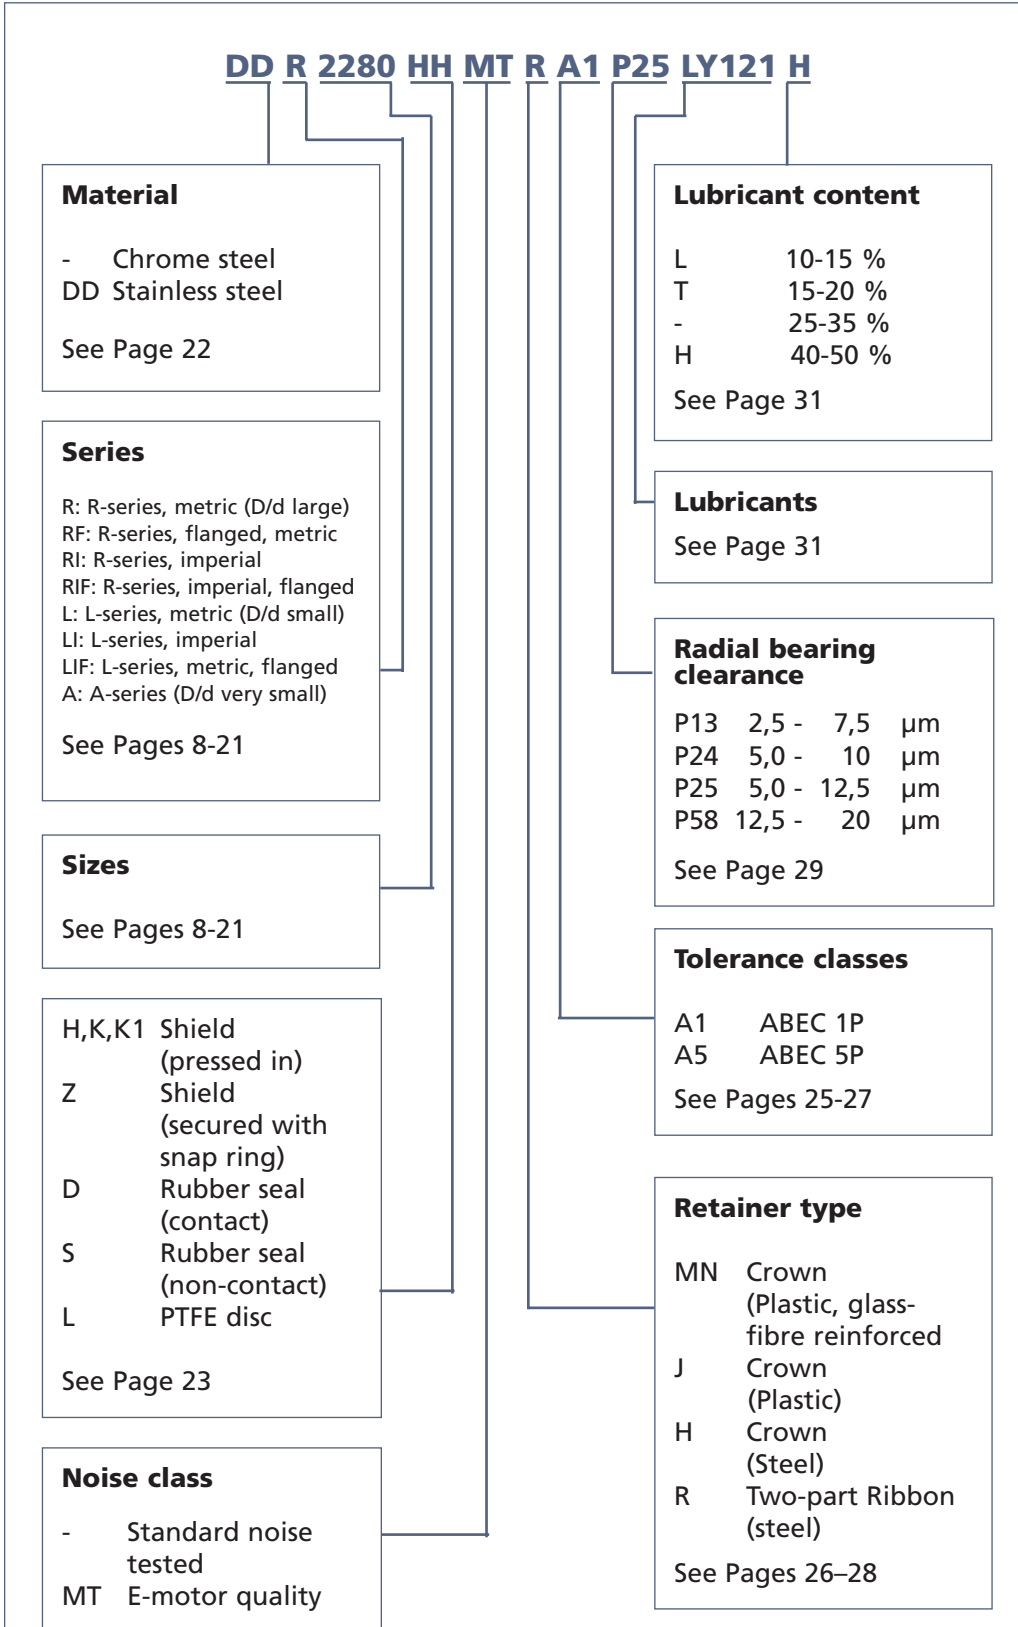 DD R 2280 HH MT R A1 P25 LY121 H
Material
- Chrome steel
DD Stainless steel
See Page 22
Series
R: R-series, metric (D/d large)
RF: R-series, flanged, metric
RI: R-series, imperial
RIF: R-series, imperial, flanged
L: L-series, metric (D/d small)
LI: L-series, imperial
LIF: L-series, metric, flanged
A: A-series (D/d very small)
See Pages 8-21
Sizes
See Pages 8-21
H,K,K1 Shield
(pressed in)
Z Shield
(secured with
snap ring)
D Rubber seal
(contact)
S Rubber seal
(non-contact)
L PTFE disc
See Page 23
Noise class
- Standard noise
tested
MT E-motor quality
Lubricant content
L 10-15 %
T 15-20 %
- 25-35 %
H 40-50 %
See Page 31
Lubricants
See Page 31
Radial bearing
clearance
P13 2,5 - 7,5 µm
P24 5,0 - 10 µm
P25 5,0 - 12,5 µm
P58 12,5 - 20 µm
See Page 29
Tolerance classes
A1 ABEC 1P
A5 ABEC 5P
See Pages 25-27
Retainer type
MN Crown
(Plastic, glass-
fibre reinforced
J Crown
(Plastic)
H Crown
(Steel)
R Two-part Ribbon
(steel)
See Pages 26–28